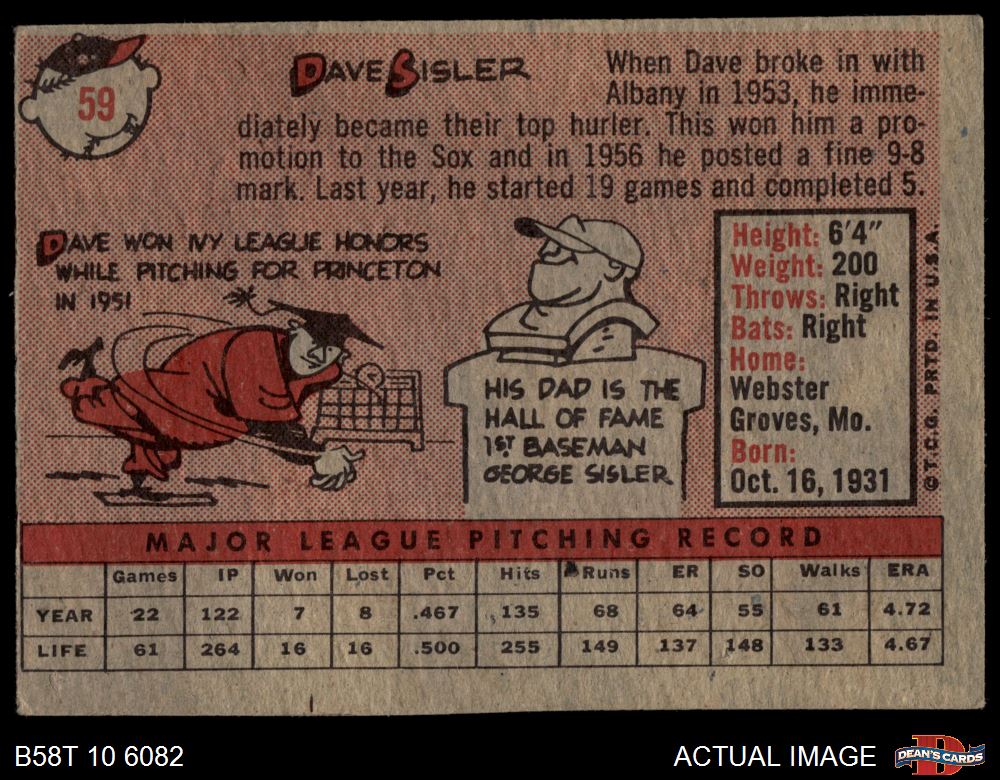 59
DAVE SISLER
When Dave broke in with
Albany in 1953, he imme-
diately became their top hurler. This won him a pro-
motion to the Sox and in 1956 he posted a fine 9-8
mark. Last year, he started 19 games and completed 5.
DAVE WON IVY LEAGUE HONORS
WHILE PITCHING FOR PRINCETON
IN 1951
HIS DAD IS THE
HALL OF FAME
1ST BASEMAN
GEORGE SISLER
Height: 6'4"
Weight: 200
Throws: Right
Bats: Right
Home:
Webster
Groves, Mo.
Born:
Oct. 16, 1931
©T.C.G. PRTD. IN U.S.A.
MAJOR LEAGUE PITCHING RECORD
Games IP Won Lost Pct Hits Runs ER SO Walks ERA
YEAR 22 122 7 8 .467 135 68 64 55 61 4.72
LIFE 61 264 16 16 .500 255 149 137 148 133 4.67
B58T 10 6082
ACTUAL IMAGE
DEAN'S CARDS